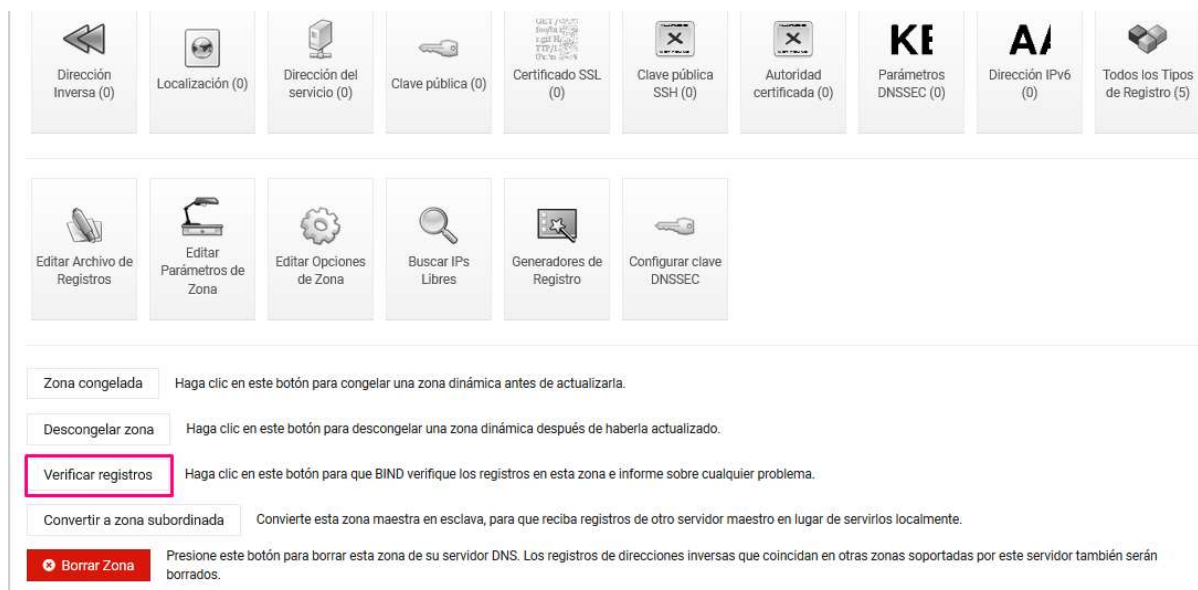 KE
AA
Dirección
Inversa (0)
Localización (0)
Dirección del
servicio (0)
Clave pública (0)
Certificado SSL
(0)
Clave pública
SSH (0)
Autoridad
certificada (0)
Parámetros
DNSSEC (0)
Dirección IPv6
(0)
Todos los Tipos
de Registro (5)
Editar Archivo de
Registros
Editar
Parámetros de
Zona
Editar Opciones
de Zona
Buscar IPs
Libres
Generadores de
Registro
Configurar clave
DNSSEC
Zona congelada Haga clic en este botón para congelar una zona dinámica antes de actualizarla.
Descongelar zona Haga clic en este botón para descongelar una zona dinámica después de haberla actualizado.
Verificar registros Haga clic en este botón para que BIND verifique los registros en esta zona e informe sobre cualquier problema.
Convertir a zona subordinada Convierte esta zona maestra en esclava, para que reciba registros de otro servidor maestro en lugar de servirlos localmente.
Borrar Zona Presione este botón para borrar esta zona de su servidor DNS. Los registros de direcciones inversas que coincidan en otras zonas soportadas por este servidor también serán
borrados.